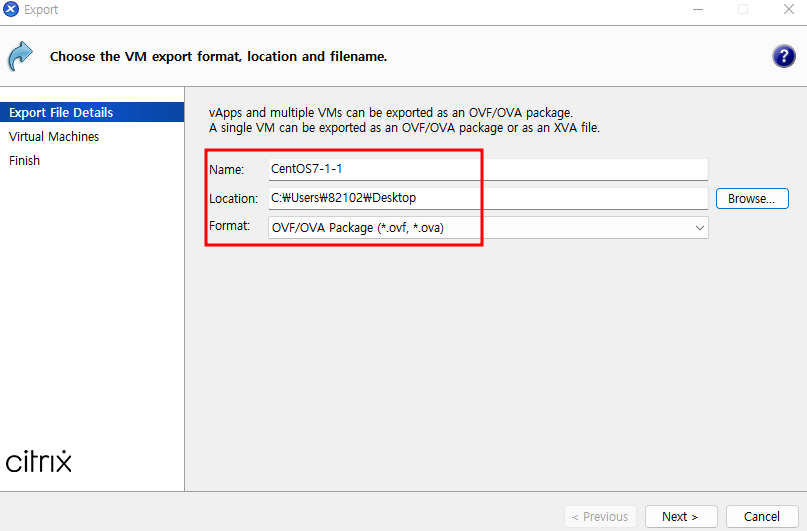 Export
Choose the VM export format, location and filename.
?
Export File Details
Virtual Machines
Finish
vApps and multiple VMs can be exported as an OVF/OVA package.
A single VM can be exported as an OVF/OVA package or as an XVA file.
Name: CentOS7-1-1
Location: C:₩Users₩82102₩Desktop Browse...
Format: OVF/OVA Package (*.ovf, *.ova)
citrix
< Previous Next > Cancel